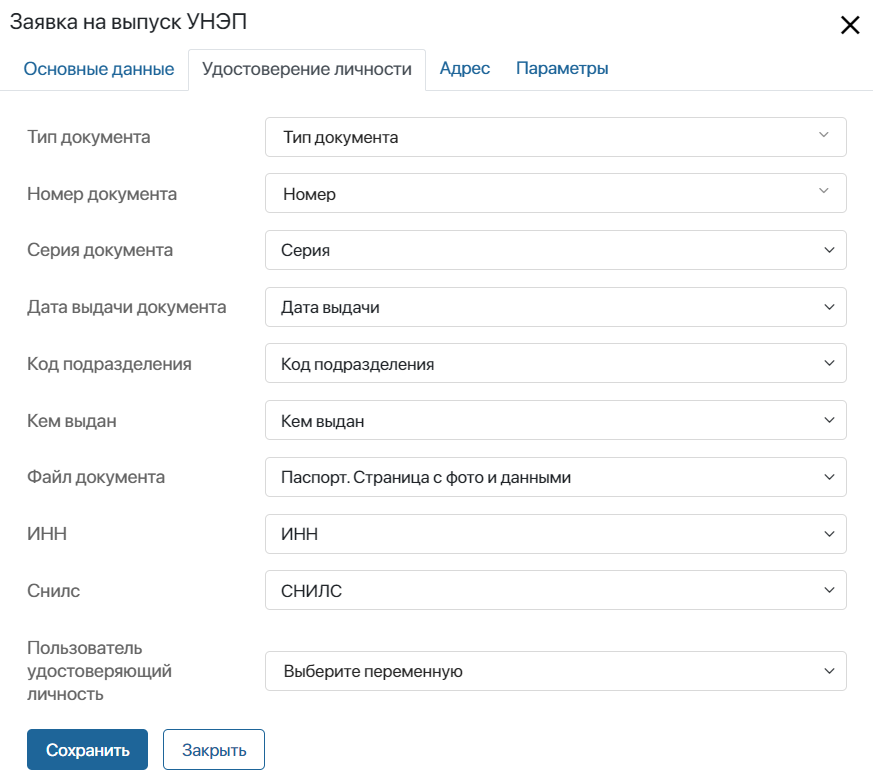 Заявка на выпуск УНЭП
Основные данные Удостоверение личности Адрес Параметры
Тип документа Тип документа
Номер документа Номер
Серия документа Серия
Дата выдачи документа Дата выдачи
Код подразделения Код подразделения
Кем выдан Кем выдан
Файл документа Паспорт. Страница с фото и данными
ИНН ИНН
Снилс СНИЛС
Пользователь
удостоверяющий Выберите переменную
личность
Сохранить Закрыть